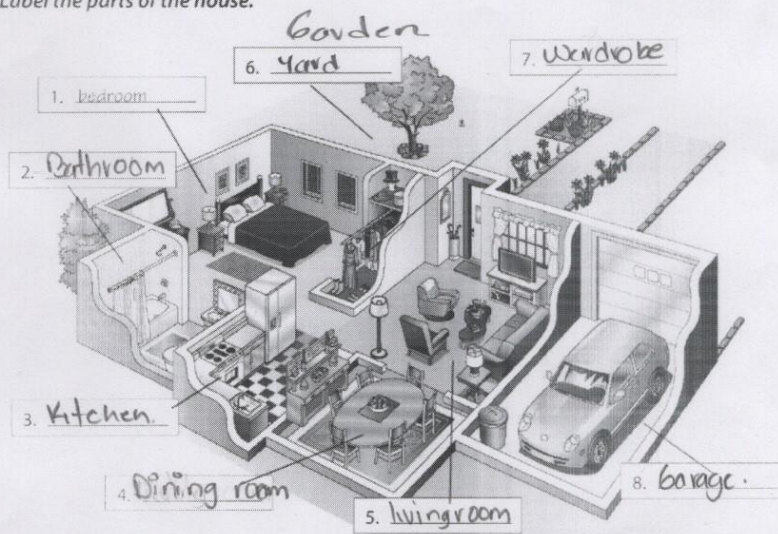 Label the parts of the house.
Garden
6. Yard
7. Wardrobe
1. bedroom
2. Bathroom
3. Kitchen.
4. Dining room
5. livingroom
8. Garage.